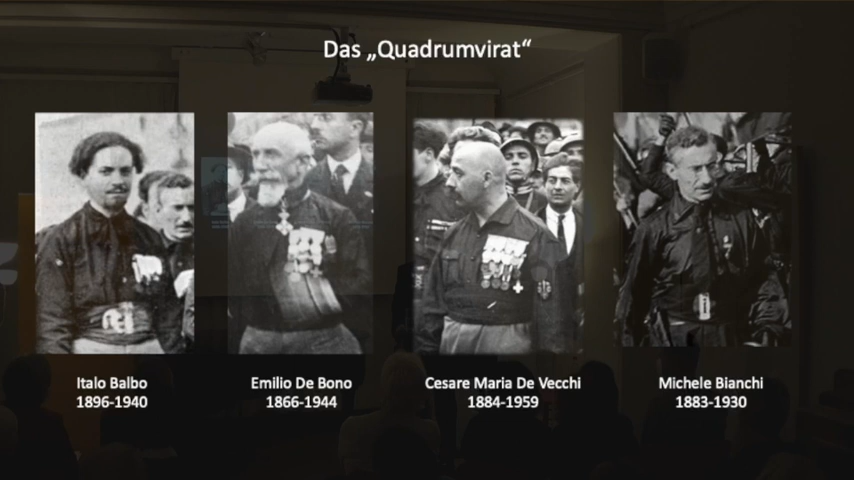 Das „Quadrumvirat“
Italo Balbo
1896-1940
Emilio De Bono
1866-1944
Cesare Maria De Vecchi
1884-1959
Michele Bianchi
1883-1930